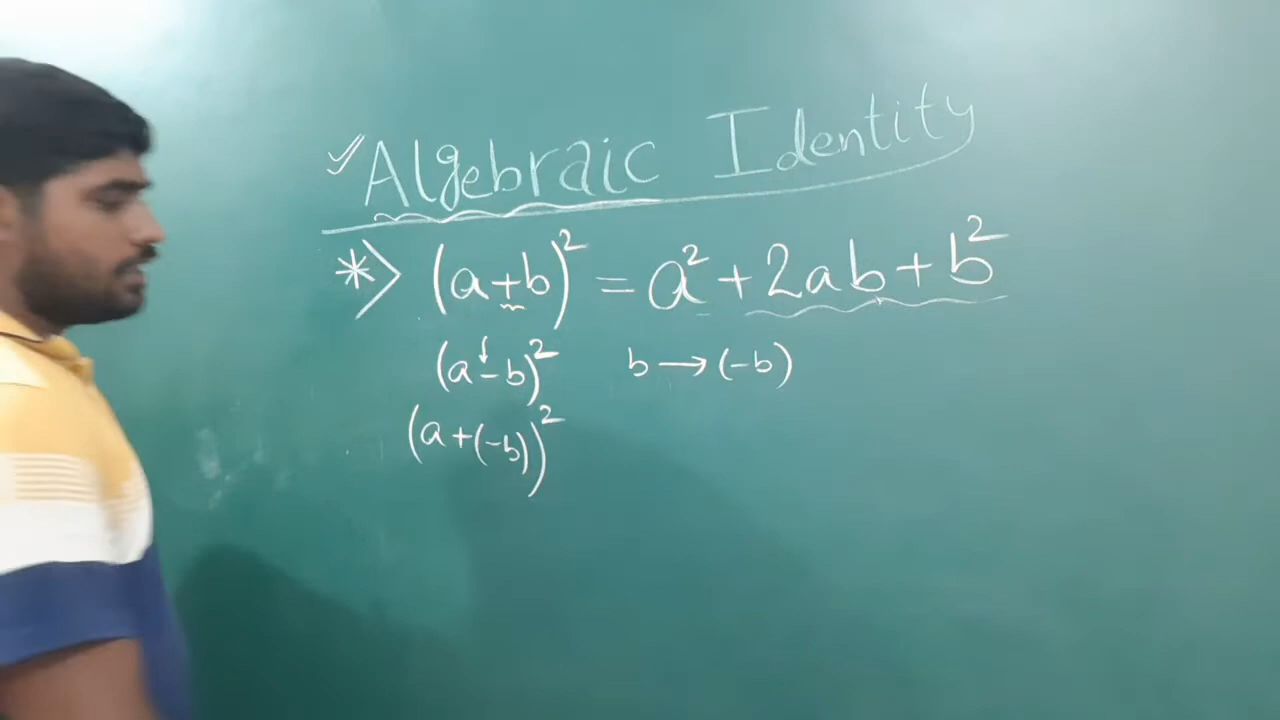 ✓Algebraic Identity
*> (a+b)² = a² + 2ab + b²
(a-b)² b → (-b)
(a+(-b))²